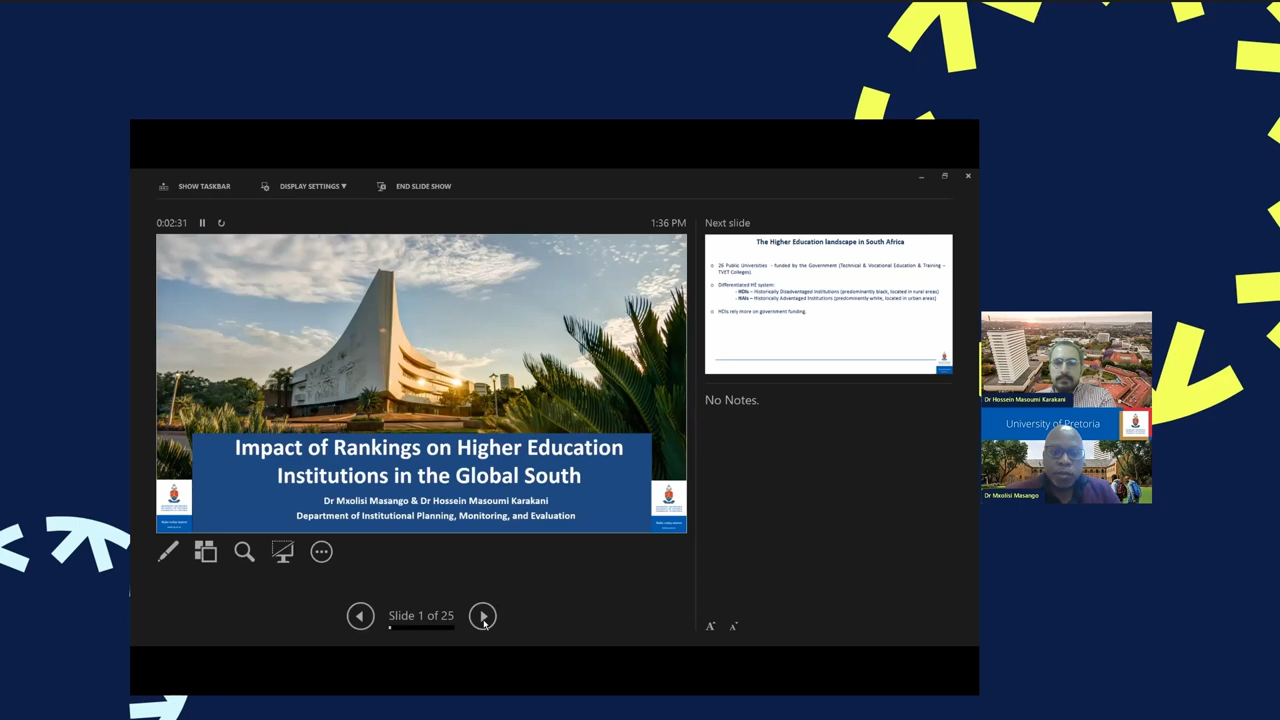 SHOW TASKBAR
DISPLAY SETTINGS ▼
END SLIDE SHOW
0:02:31
1:36 PM
Impact of Rankings on Higher Education
Institutions in the Global South
Dr Mxolisi Masango & Dr Hossein Masoumi Karakani
Department of Institutional Planning, Monitoring, and Evaluation
Slide 1 of 25
Next slide
The Higher Education landscape in South Africa
26 Public Universities - funded by the Government (Technical & Vocational Education & Training –
TVET Colleges).
Differentiated HE system:
- HDIs – Historically Disadvantaged Institutions (predominantly black, located in rural areas)
- HAIs – Historically Advantaged Institutions (predominantly white, located in urban areas)
HDIs rely more on government funding.
No Notes.
Dr Hossein Masoumi Karakani
University of Pretoria
Dr Mxolisi Masango